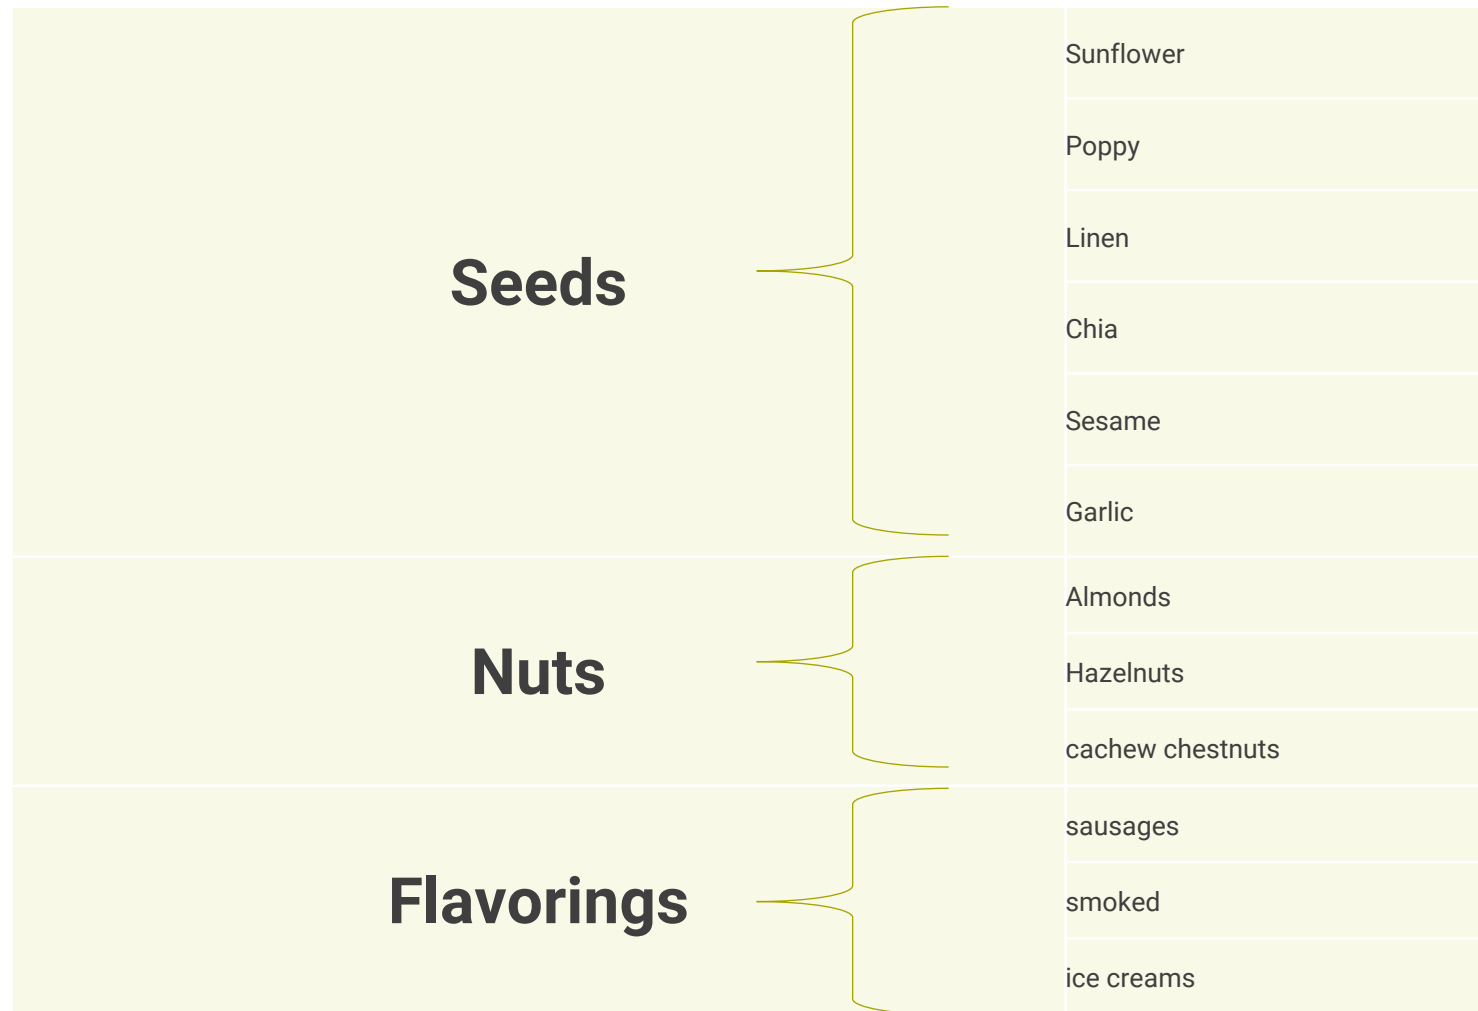 Seeds
Sunflower
Poppy
Linen
Chia
Sesame
Garlic
Nuts
Almonds
Hazelnuts
cachew chestnuts
Flavorings
sausages
smoked
ice creams